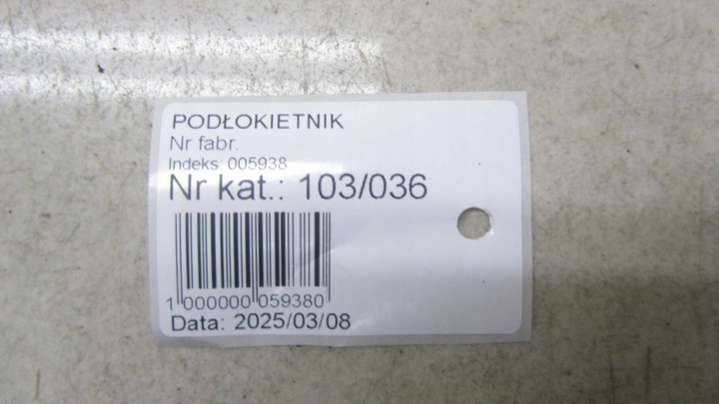 PODŁOKIETNIK
Nr fabr.
Indeks: 005938
Nr kat.: 103/036
1 000000 059380
Data: 2025/03/08